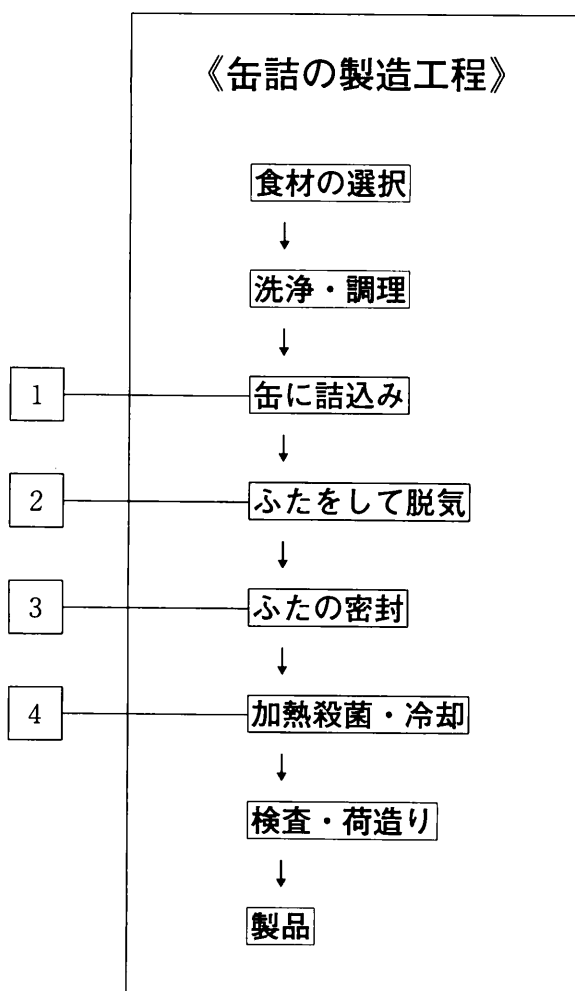 《缶詰の製造工程》
食材の選択
↓
洗浄・調理
↓
1 缶に詰込み
↓
2 ふたをして脱気
↓
3 ふたの密封
↓
4 加熱殺菌・冷却
↓
検査・荷造り
↓
製品